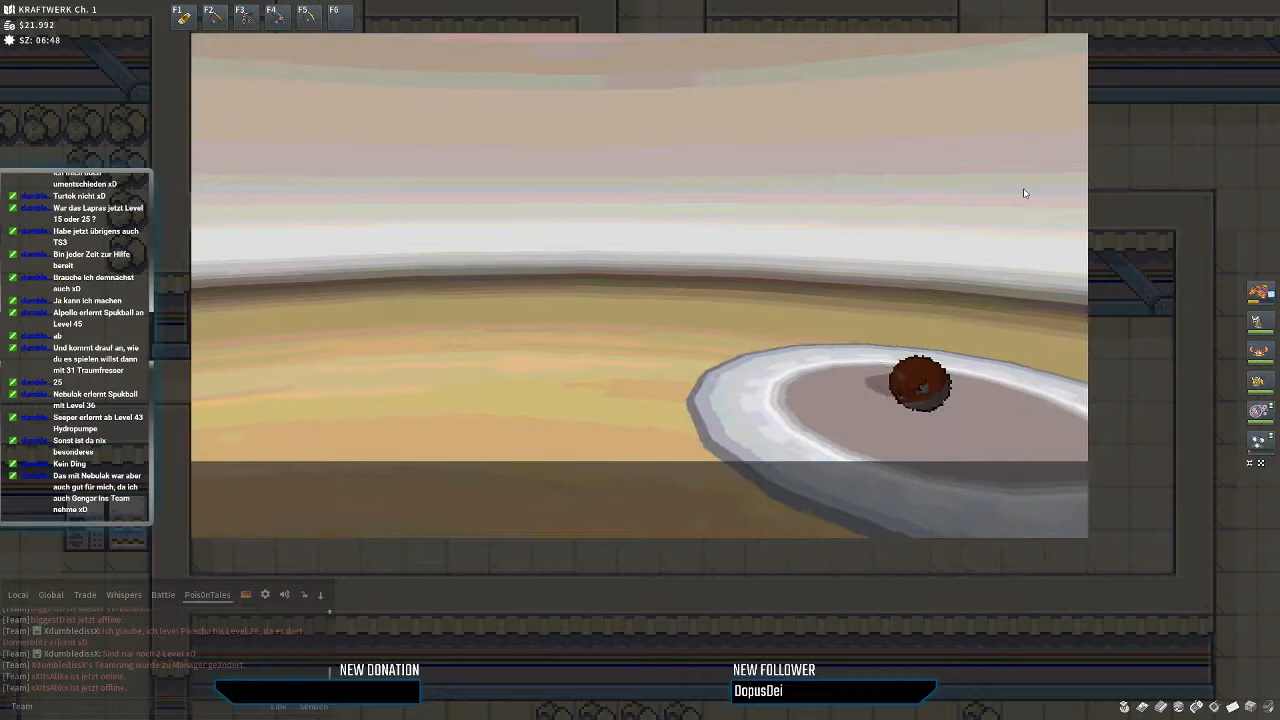 KRAFTWERK Ch. 1
$21.992
SZ: 06:48
F1 F2 F3 F4 F5 F6
umentschieden xD
Turtok nicht xD
War das Lapras jetzt Level
15 oder 25 ?
Habe jetzt übrigens auch
TS3
Bin jeder Zeit zur Hilfe
bereit
Brauche ich demnächst
auch xD
Ja kann ich machen
Alpollo erlernt Spukball an
Level 45
ab
Und kommt drauf an, wie
du es spielen willst dann
mit 31 Traumfresser
25
Nebulak erlernt Spukball
mit Level 36
Seeper erlernt ab Level 43
Hydropumpe
Sonst ist da nix
besonderes
Kein Ding
Das mit Nebulak war aber
auch gut für mich, da ich
auch Gengar ins Team
nehme xD
Local Global Trade Whispers Battle PoisOnTales
biggestD ist jetzt offline.
[Team] XdumbledissX: Ich glaube, ich level Pikachu bis Level 26, da es dort
Donnerblitz erlernt xD
[Team] XdumbledissX: Sind nur noch 2 Level xD
[Team] XdumbledissX's Teamrang wurde zu Manager geändert.
[Team] xXItsAliXx ist jetzt online.
[Team] xXItsAliXx ist jetzt offline.
Team
Link Senden
NEW DONATION
NEW FOLLOWER
DopusDei